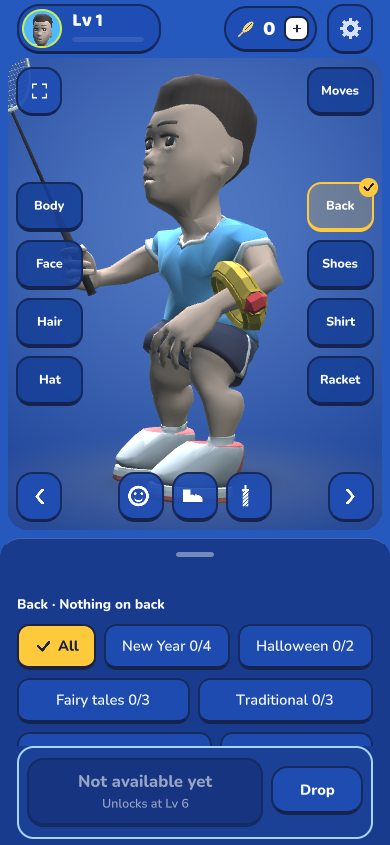 Lv 1
0
+
Moves
Body
Back
Face
Shoes
Hair
Shirt
Hat
Racket
Back · Nothing on back
All
New Year 0/4
Halloween 0/2
Fairy tales 0/3
Traditional 0/3
Not available yet
Unlocks at Lv 6
Drop